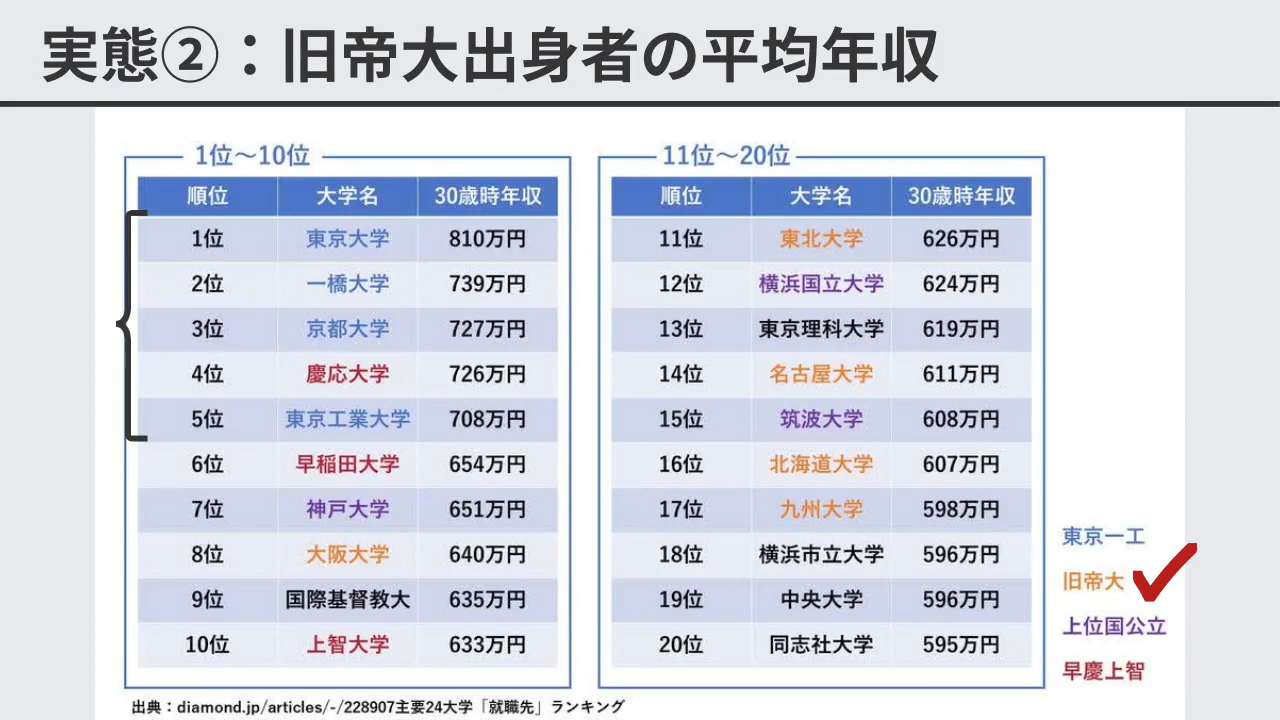 実態②：旧帝大出身者の平均年収
1位～10位
順位 大学名 30歳時年収
1位 東京大学 810万円
2位 一橋大学 739万円
3位 京都大学 727万円
4位 慶応大学 726万円
5位 東京工業大学 708万円
6位 早稲田大学 654万円
7位 神戸大学 651万円
8位 大阪大学 640万円
9位 国際基督教大 635万円
10位 上智大学 633万円
11位～20位
順位 大学名 30歳時年収
11位 東北大学 626万円
12位 横浜国立大学 624万円
13位 東京理科大学 619万円
14位 名古屋大学 611万円
15位 筑波大学 608万円
16位 北海道大学 607万円
17位 九州大学 598万円
18位 横浜市立大学 596万円
19位 中央大学 596万円
20位 同志社大学 595万円
東京一工
旧帝大
上位国公立
早慶上智
出典：diamond.jp/articles/-/228907主要24大学「就職先」ランキング